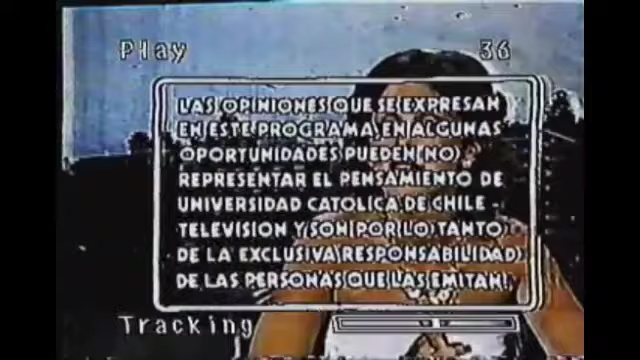 Play 36
LAS OPINIONES QUE SE EXPRESAN
EN ESTE PROGRAMA, EN ALGUNAS
OPORTUNIDADES PUEDEN (NO)
REPRESENTAR EL PENSAMIENTO DE
UNIVERSIDAD CATOLICA DE CHILE -
TELEVISION Y SON (POR LO TANTO)
DE LA EXCLUSIVA (RESPONSABILIDAD)
DE LAS PERSONAS QUE LAS EMITAN.
Tracking